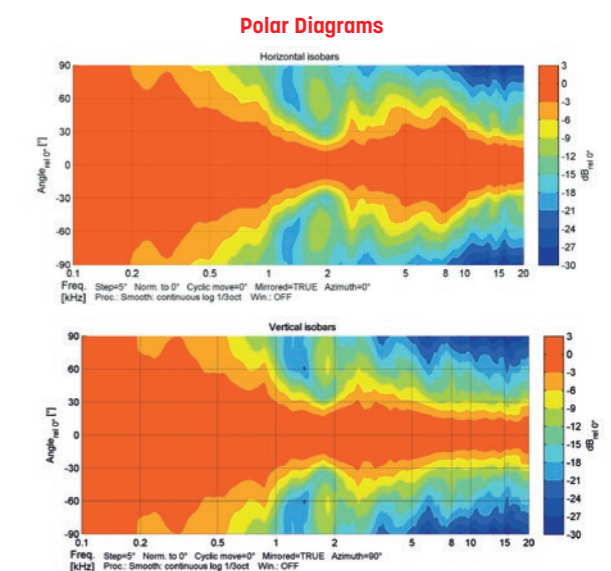 Polar Diagrams
Horizontal isobars
90
60
30
0
-30
-60
-90
Angle rel 0° [°]
0.1 0.2 0.5 1 2 5 8 10 15 20
3
0
-3
-6
-9
-12
-15
-18
-21
-24
-27
-30
dB rel 0°
Freq. Step=5° Norm. to 0° Cyclic move=0° Mirrored=TRUE Azimuth=0°
[kHz] Proc.: Smooth: continuous log 1/3oct Win.: OFF
Vertical isobars
90
60
30
0
-30
-60
-90
Angle rel 0° [°]
0.1 0.2 0.5 1 2 5 8 10 15 20
3
0
-3
-6
-9
-12
-15
-18
-21
-24
-27
-30
dB rel 0°
Freq. Step=5° Norm. to 0° Cyclic move=0° Mirrored=TRUE Azimuth=90°
[kHz] Proc.: Smooth: continuous log 1/3oct Win.: OFF